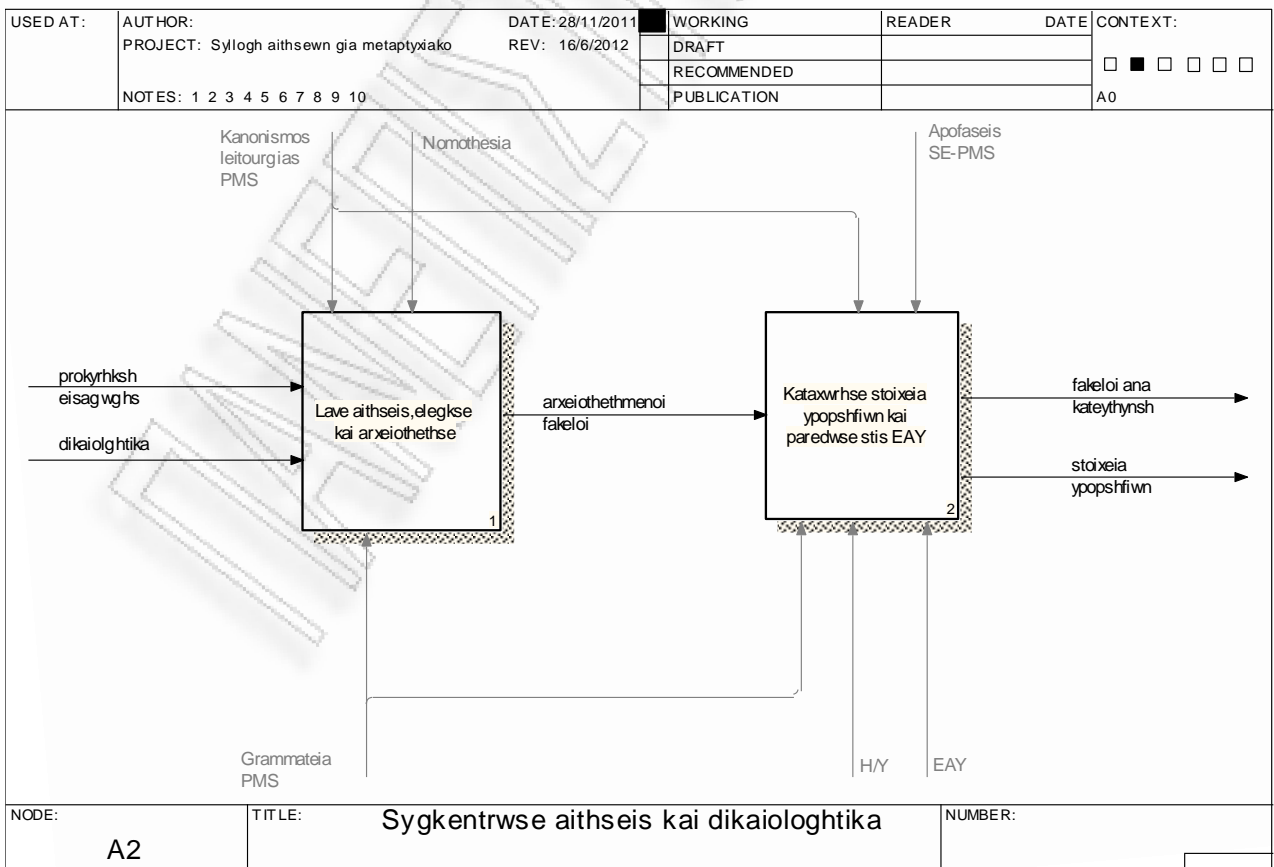 USED AT:
AUTHOR:
DATE: 28/11/2011
PROJECT: Syllogh aithsewn gia metaptyxiako
REV: 16/6/2012
NOTES: 1 2 3 4 5 6 7 8 9 10
WORKING
DRAFT
RECOMMENDED
PUBLICATION
READER
DATE
CONTEXT:
A0
Kanonismos
leitourgias
PMS
Nomothesia
Apofaseis
SE-PMS
prokyrhksh
eisagwghs
dikaiolghtika
Lave aithseis,elegkse
kai arxeiothethse
1
arxeiothethmenoi
fakeloi
Kataxwrhse stoixeia
ypopshfiwn kai
paredwse stis EAY
2
fakeloi ana
kateythynsh
stoixeia
ypopshfiwn
Grammateia
PMS
H/Y
EAY
NODE:
A2
TITLE:
Sygkentrwse aithseis kai dikaiologhtika
NUMBER: